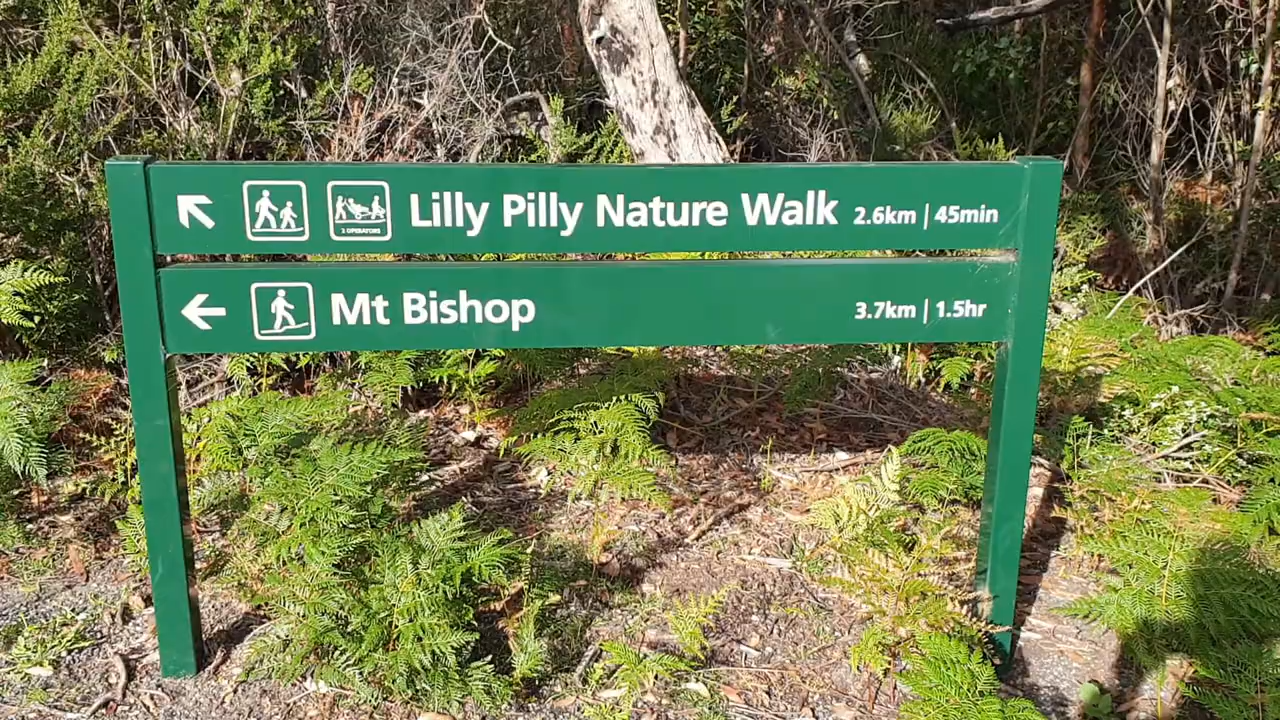 Lilly Pilly Nature Walk 2.6km | 45min
2 OPERATORS
Mt Bishop 3.7km | 1.5hr